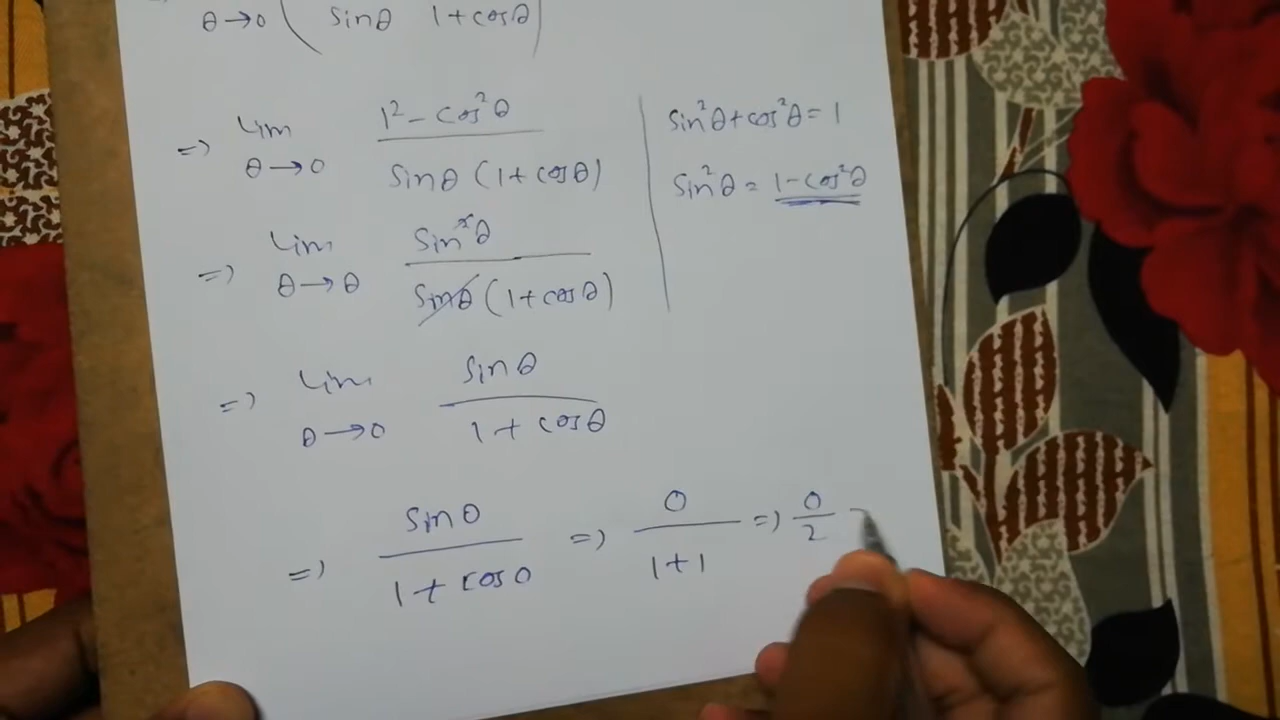 θ→0 ( sinθ 1+cosθ )
=> Lim 1² - cos²θ
θ→0 sinθ (1+cosθ)
sin²θ+cos²θ = 1
sin²θ = 1-cos²θ
=> Lim sin²θ
θ→θ sinθ (1+cosθ)
=> Lim sinθ
θ→0 1+cosθ
=> sin0 => 0 => 0
1+cos0 1+1 2